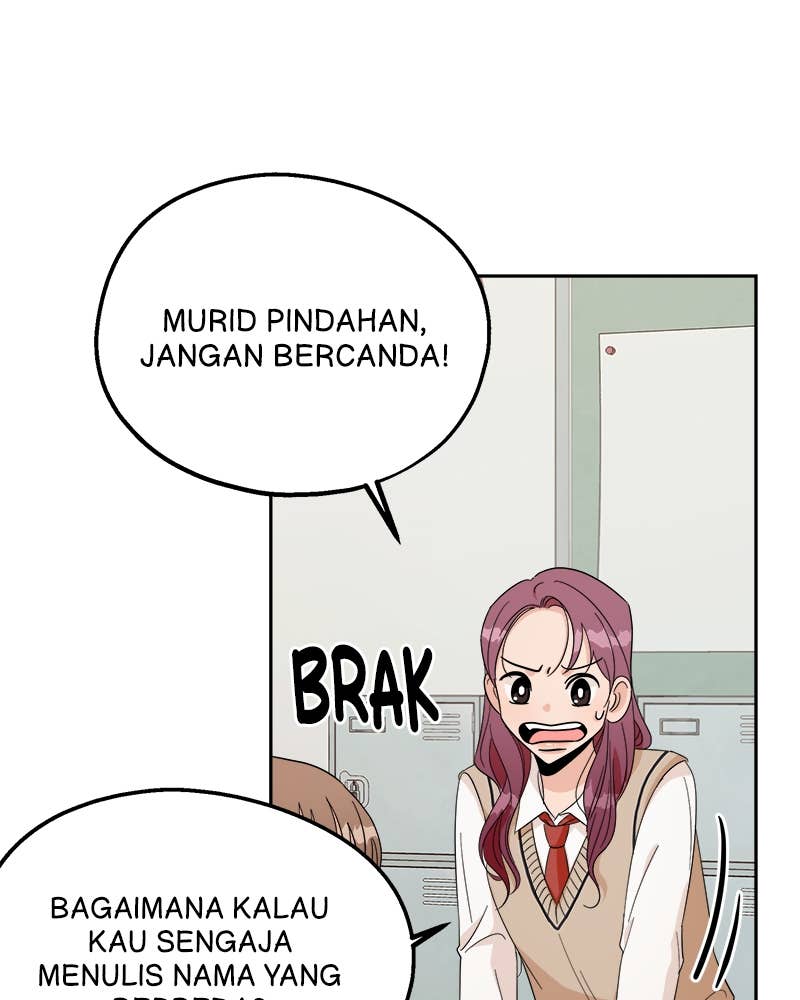 MURID PINDAHAN,
JANGAN BERCANDA!
BRAK
BAGAIMANA KALAU
KAU SENGAJA
MENULIS NAMA YANG